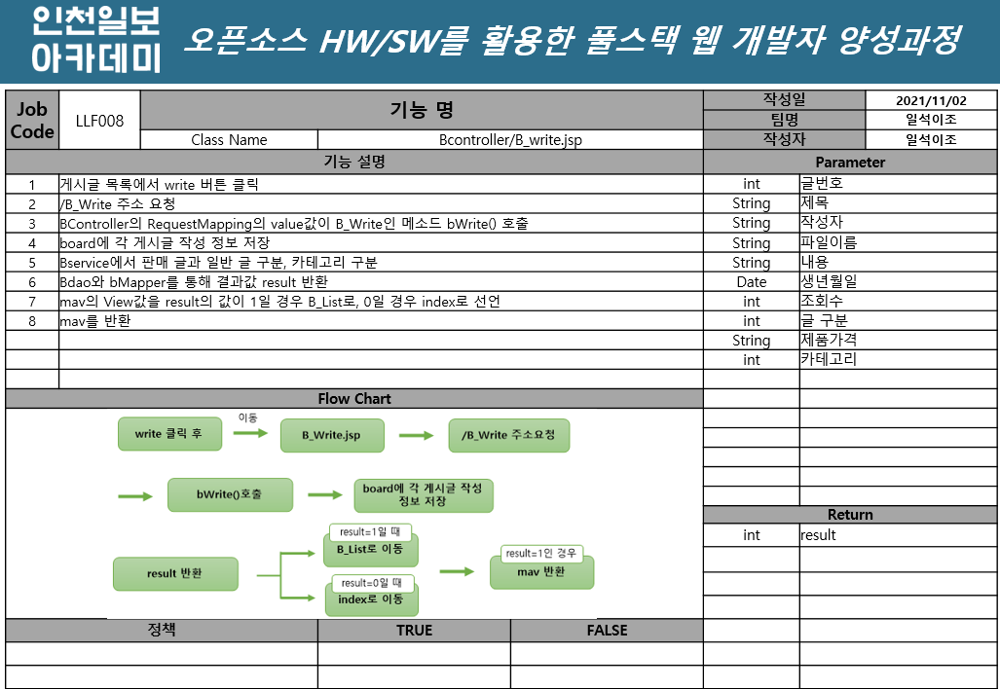 인천일보
아카데미
오픈소스 HW/SW를 활용한 풀스택 웹 개발자 양성과정
Job
Code
LLF008
기능 명
작성일
2021/11/02
팀명
일석이조
Class Name
Bcontroller/B_write.jsp
작성자
일석이조
기능 설명
Parameter
1 게시글 목록에서 write 버튼 클릭
int 글번호
2 /B_Write 주소 요청
String 제목
3 BController의 RequestMapping의 value값이 B_Write인 메소드 bWrite() 호출
String 작성자
4 board에 각 게시글 작성 정보 저장
String 파일이름
5 Bservice에서 판매 글과 일반 글 구분, 카테고리 구분
String 내용
6 Bdao와 bMapper를 통해 결과값 result 반환
Date 생년월일
7 mav의 View값을 result의 값이 1일 경우 B_List로, 0일 경우 index로 선언
int 조회수
8 mav를 반환
int 글 구분
String 제품가격
int 카테고리
Flow Chart
write 클릭 후
이동
B_Write.jsp
/B_Write 주소요청
bWrite()호출
board에 각 게시글 작성
정보 저장
result 반환
result=1일 때
B_List로 이동
result=0일 때
index로 이동
result=1인 경우
mav 반환
Return
int result
정책
TRUE
FALSE